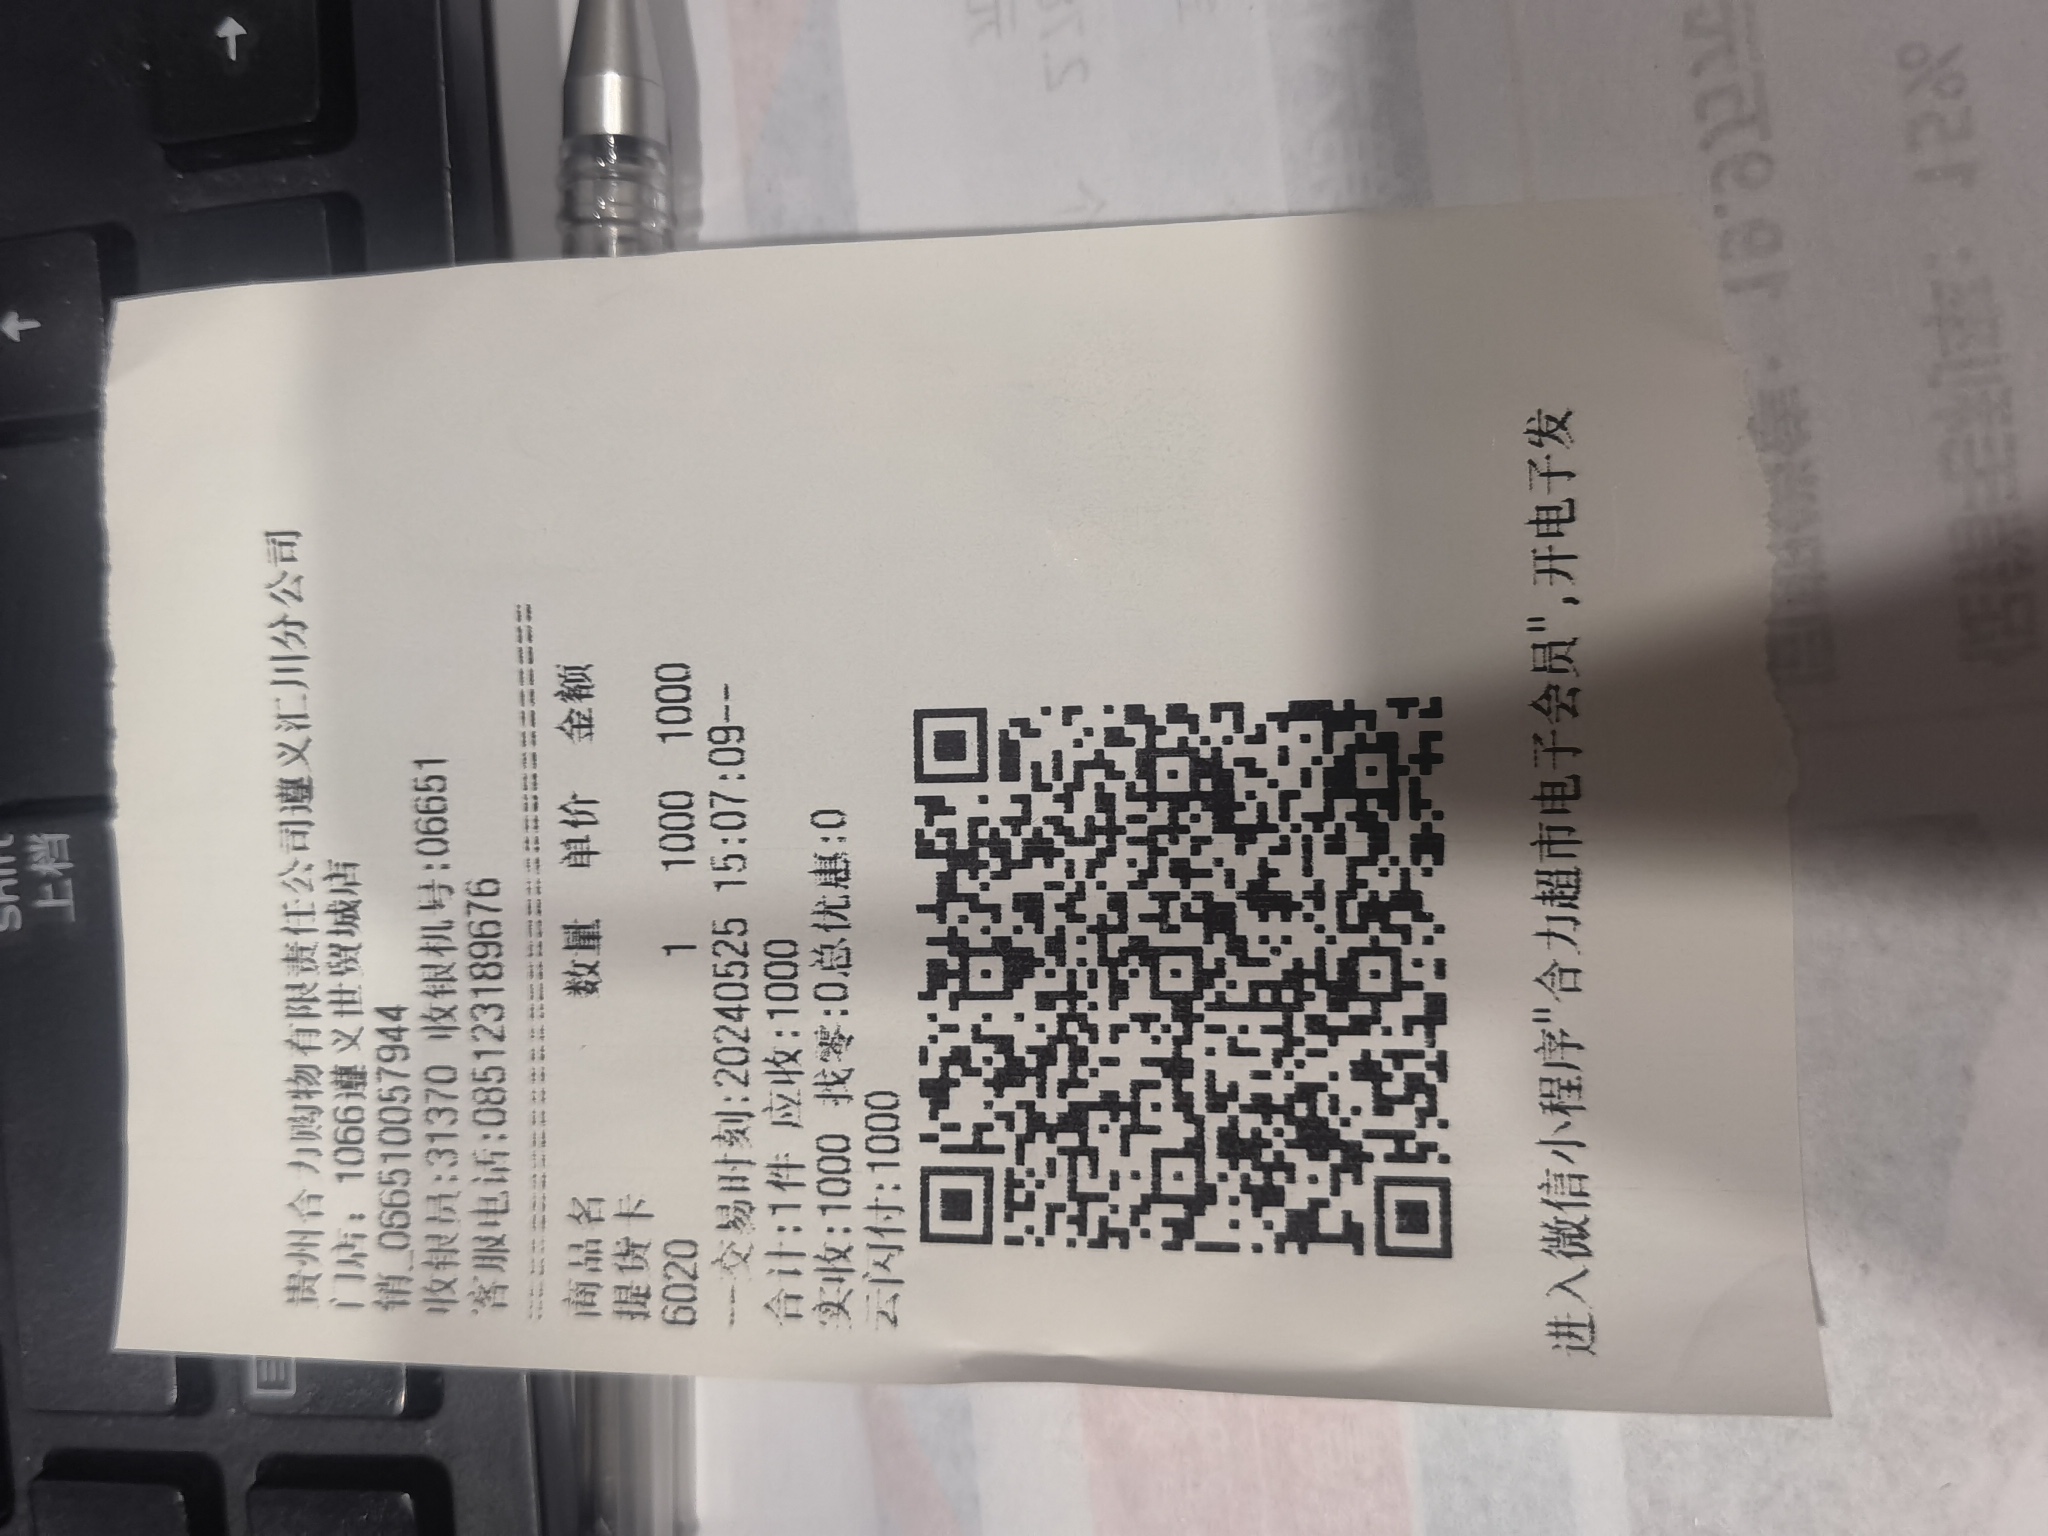 贵州合力购物有限责任公司遵义汇川分公司
门店: 1066遵义世贸城店
销_066510057944
收银员:31370 收银机号:06651
客服电话:085123189676
商品名 数量 单价 金额
提货卡
6020 1 1000 1000
---交易时刻:20240525 15:07:09--
合计:1件 应收:1000
实收:1000 找零:0总优惠:0
云闪付:1000
进入微信小程序"合力超市电子会员",开电子发
Shift
上档